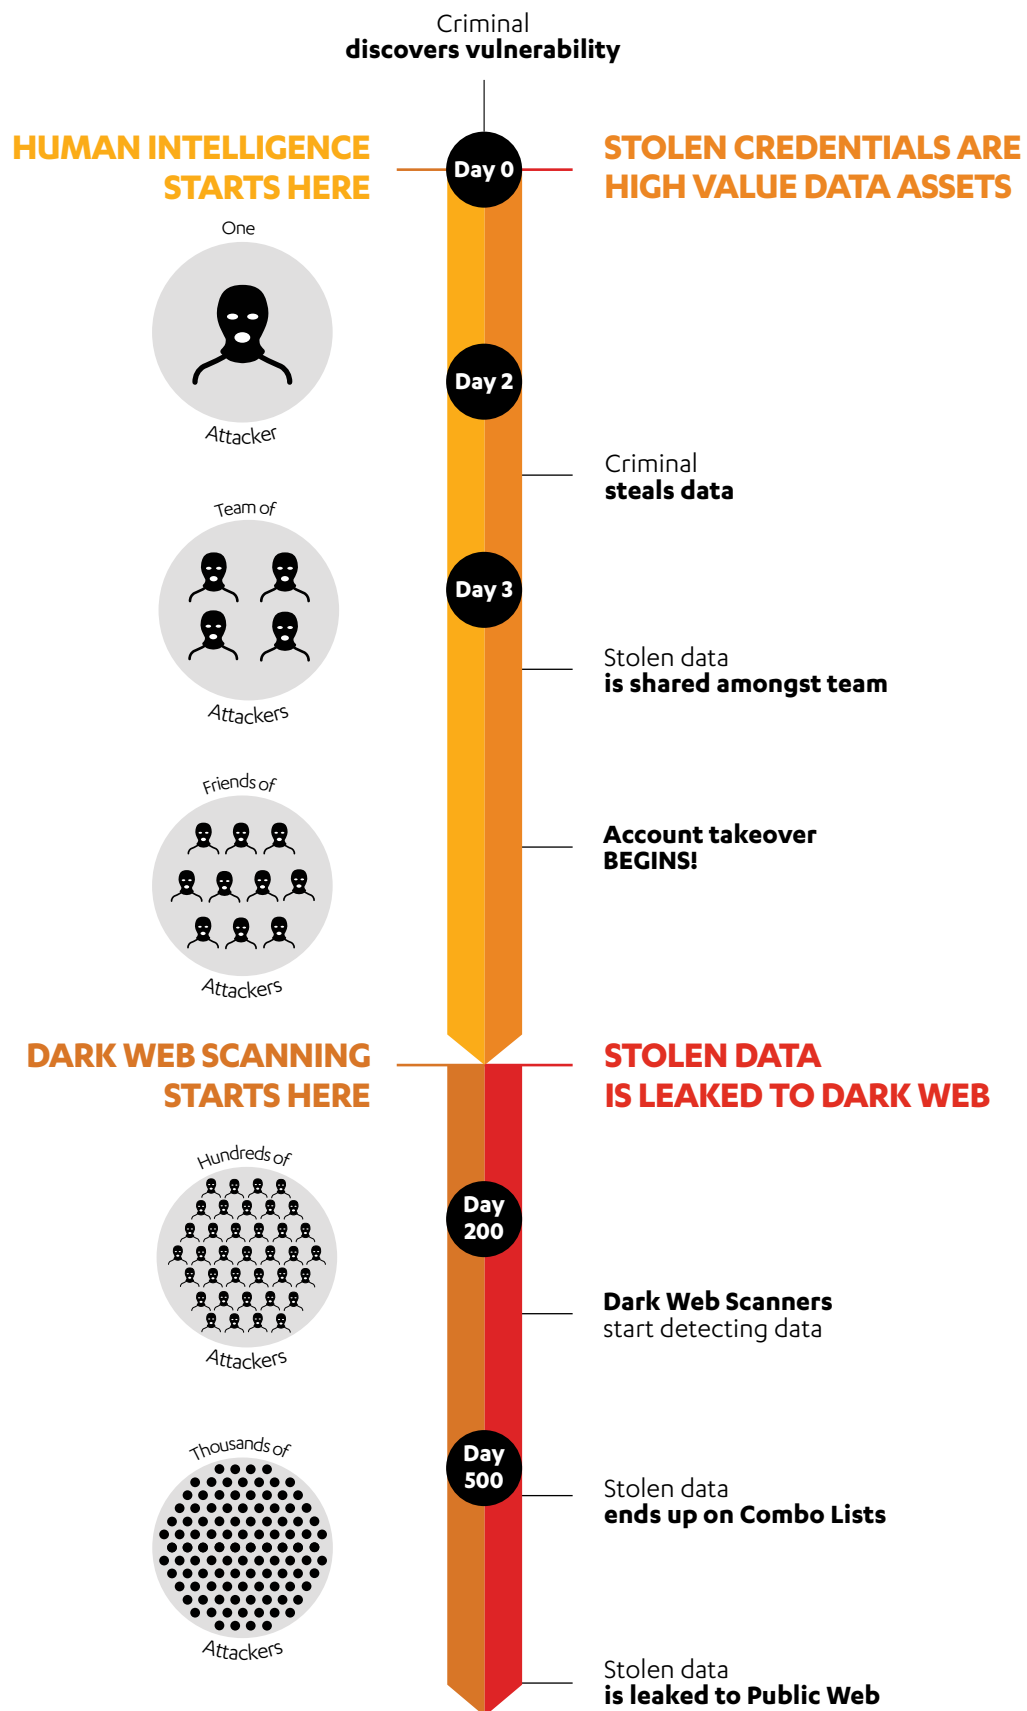 Criminal
discovers vulnerability
HUMAN INTELLIGENCE
STARTS HERE
Day 0
STOLEN CREDENTIALS ARE
HIGH VALUE DATA ASSETS
One
Attacker
Day 2
Criminal
steals data
Team of
Attackers
Day 3
Stolen data
is shared amongst team
Friends of
Attackers
Account takeover
BEGINS!
DARK WEB SCANNING
STARTS HERE
STOLEN DATA
IS LEAKED TO DARK WEB
Hundreds of
Attackers
Day
200
Dark Web Scanners
start detecting data
Thousands of
Attackers
Day
500
Stolen data
ends up on Combo Lists
Stolen data
is leaked to Public Web